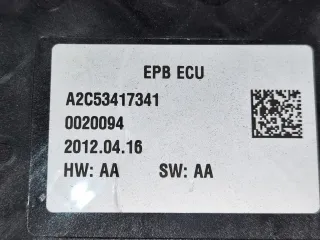 EPB ECU
A2C53417341
0020094
2012.04.16
HW: AA SW: AA